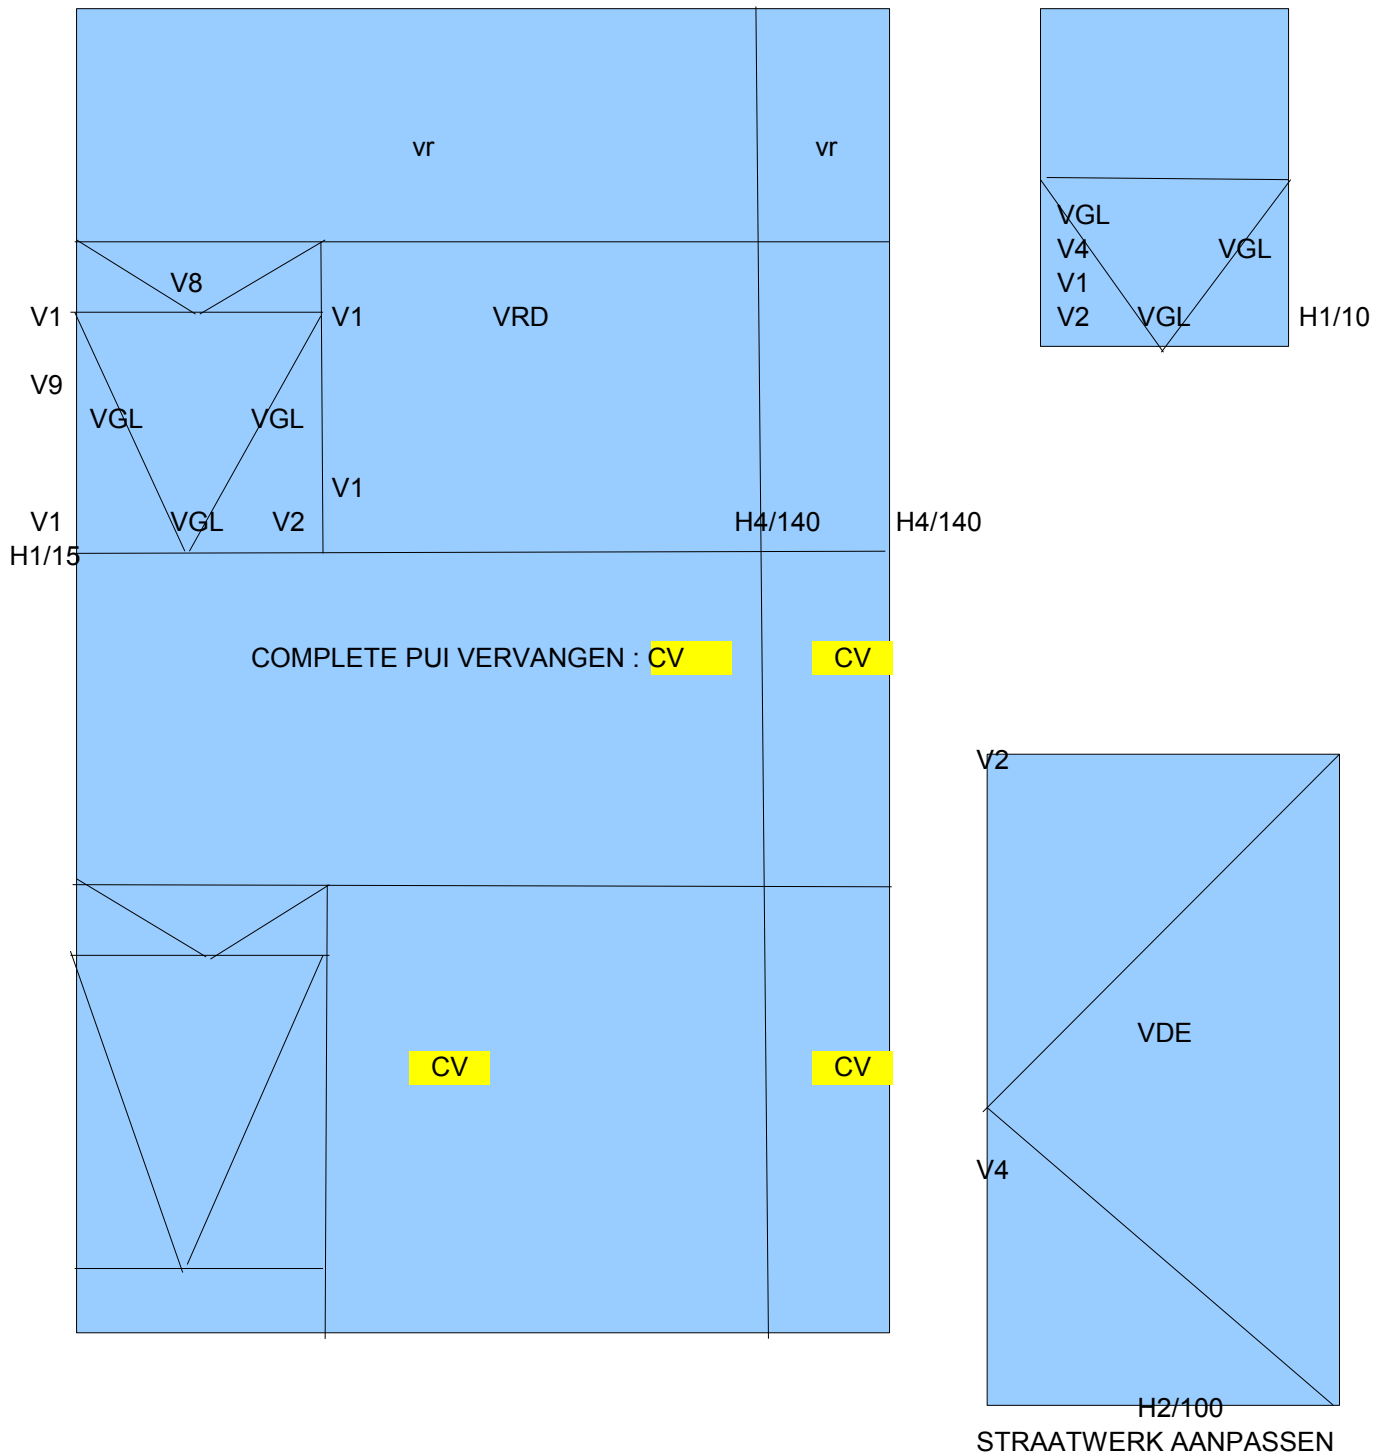 vr vr
VGL
V4 VGL
V8 V1
V1 V1 VRD V2 VGL H1/10
V9
VGL VGL
V1
V1 VGL V2 H4/140 H4/140
H1/15
COMPLETE PUI VERVANGEN : CV CV
V2
VDE
CV CV
V4
H2/100
STRAATWERK AANPASSEN